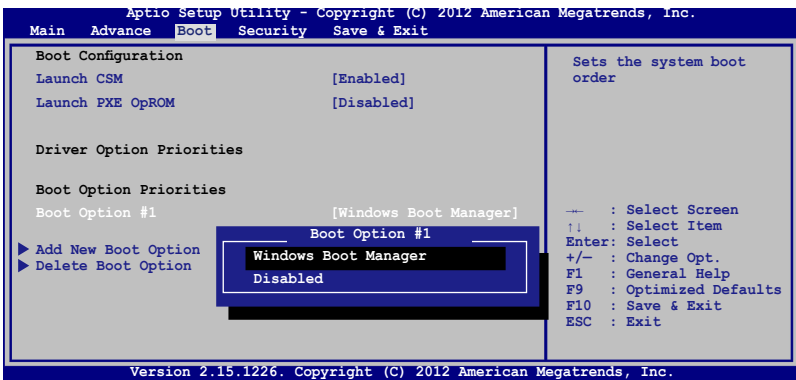 Aptio Setup Utility - Copyright (C) 2012 American Megatrends, Inc.
Main Advance Boot Security Save & Exit
Boot Configuration
Launch CSM [Enabled]
Launch PXE OpROM [Disabled]
Driver Option Priorities
Boot Option Priorities
Boot Option #1 [Windows Boot Manager]
Add New Boot Option
Delete Boot Option
Boot Option #1
Windows Boot Manager
Disabled
Sets the system boot
order
→← : Select Screen
↑↓ : Select Item
Enter: Select
+/— : Change Opt.
F1 : General Help
F9 : Optimized Defaults
F10 : Save & Exit
ESC : Exit
Version 2.15.1226. Copyright (C) 2012 American Megatrends, Inc.